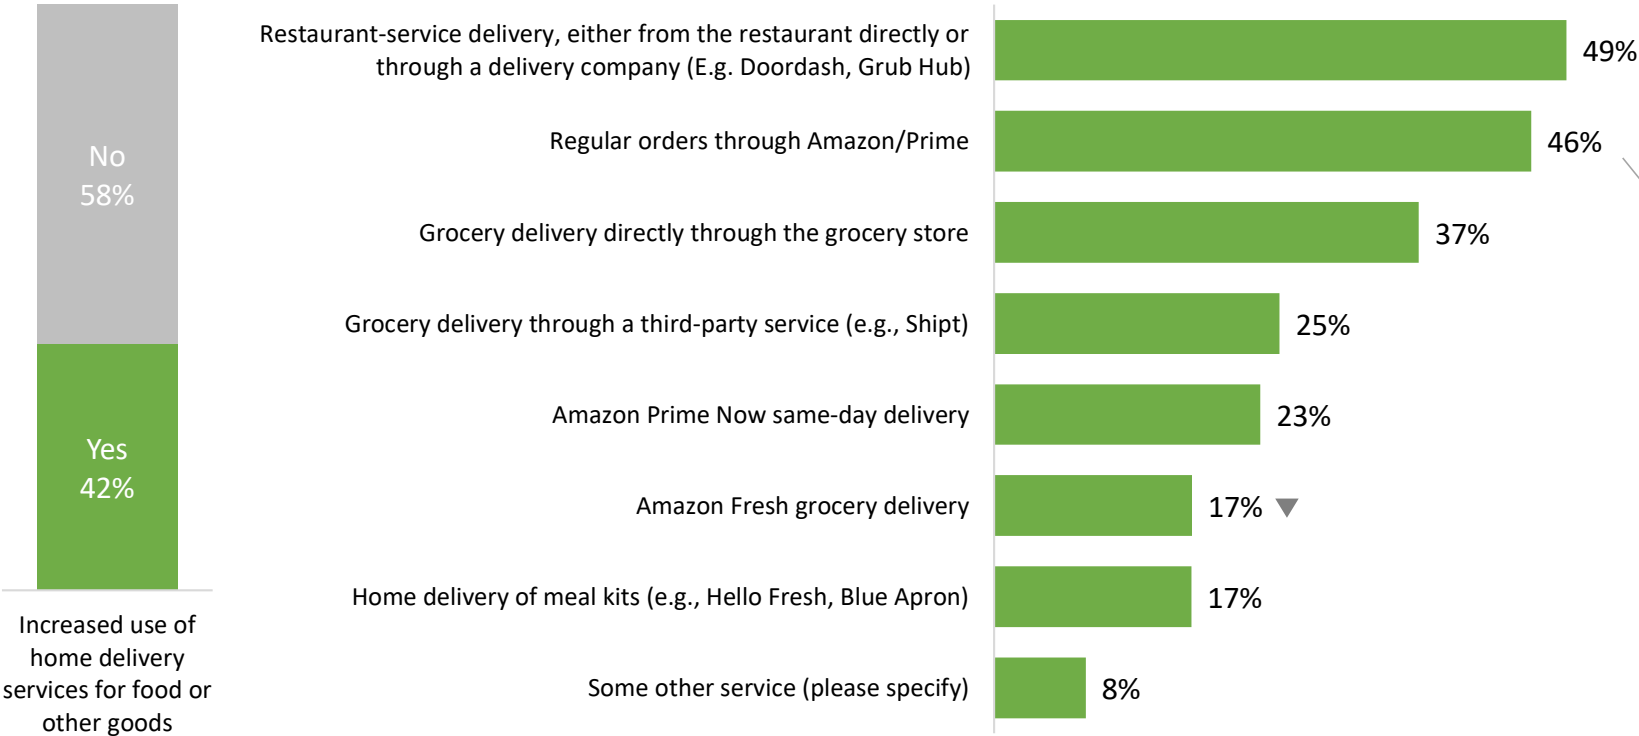 No
58%
Yes
42%
Increased use of
home delivery
services for food or
other goods
Restaurant-service delivery, either from the restaurant directly or
through a delivery company (E.g. Doordash, Grub Hub)
49%
Regular orders through Amazon/Prime
46%
Grocery delivery directly through the grocery store
37%
Grocery delivery through a third-party service (e.g., Shipt)
25%
Amazon Prime Now same-day delivery
23%
Amazon Fresh grocery delivery
17%
Home delivery of meal kits (e.g., Hello Fresh, Blue Apron)
17%
Some other service (please specify)
8%